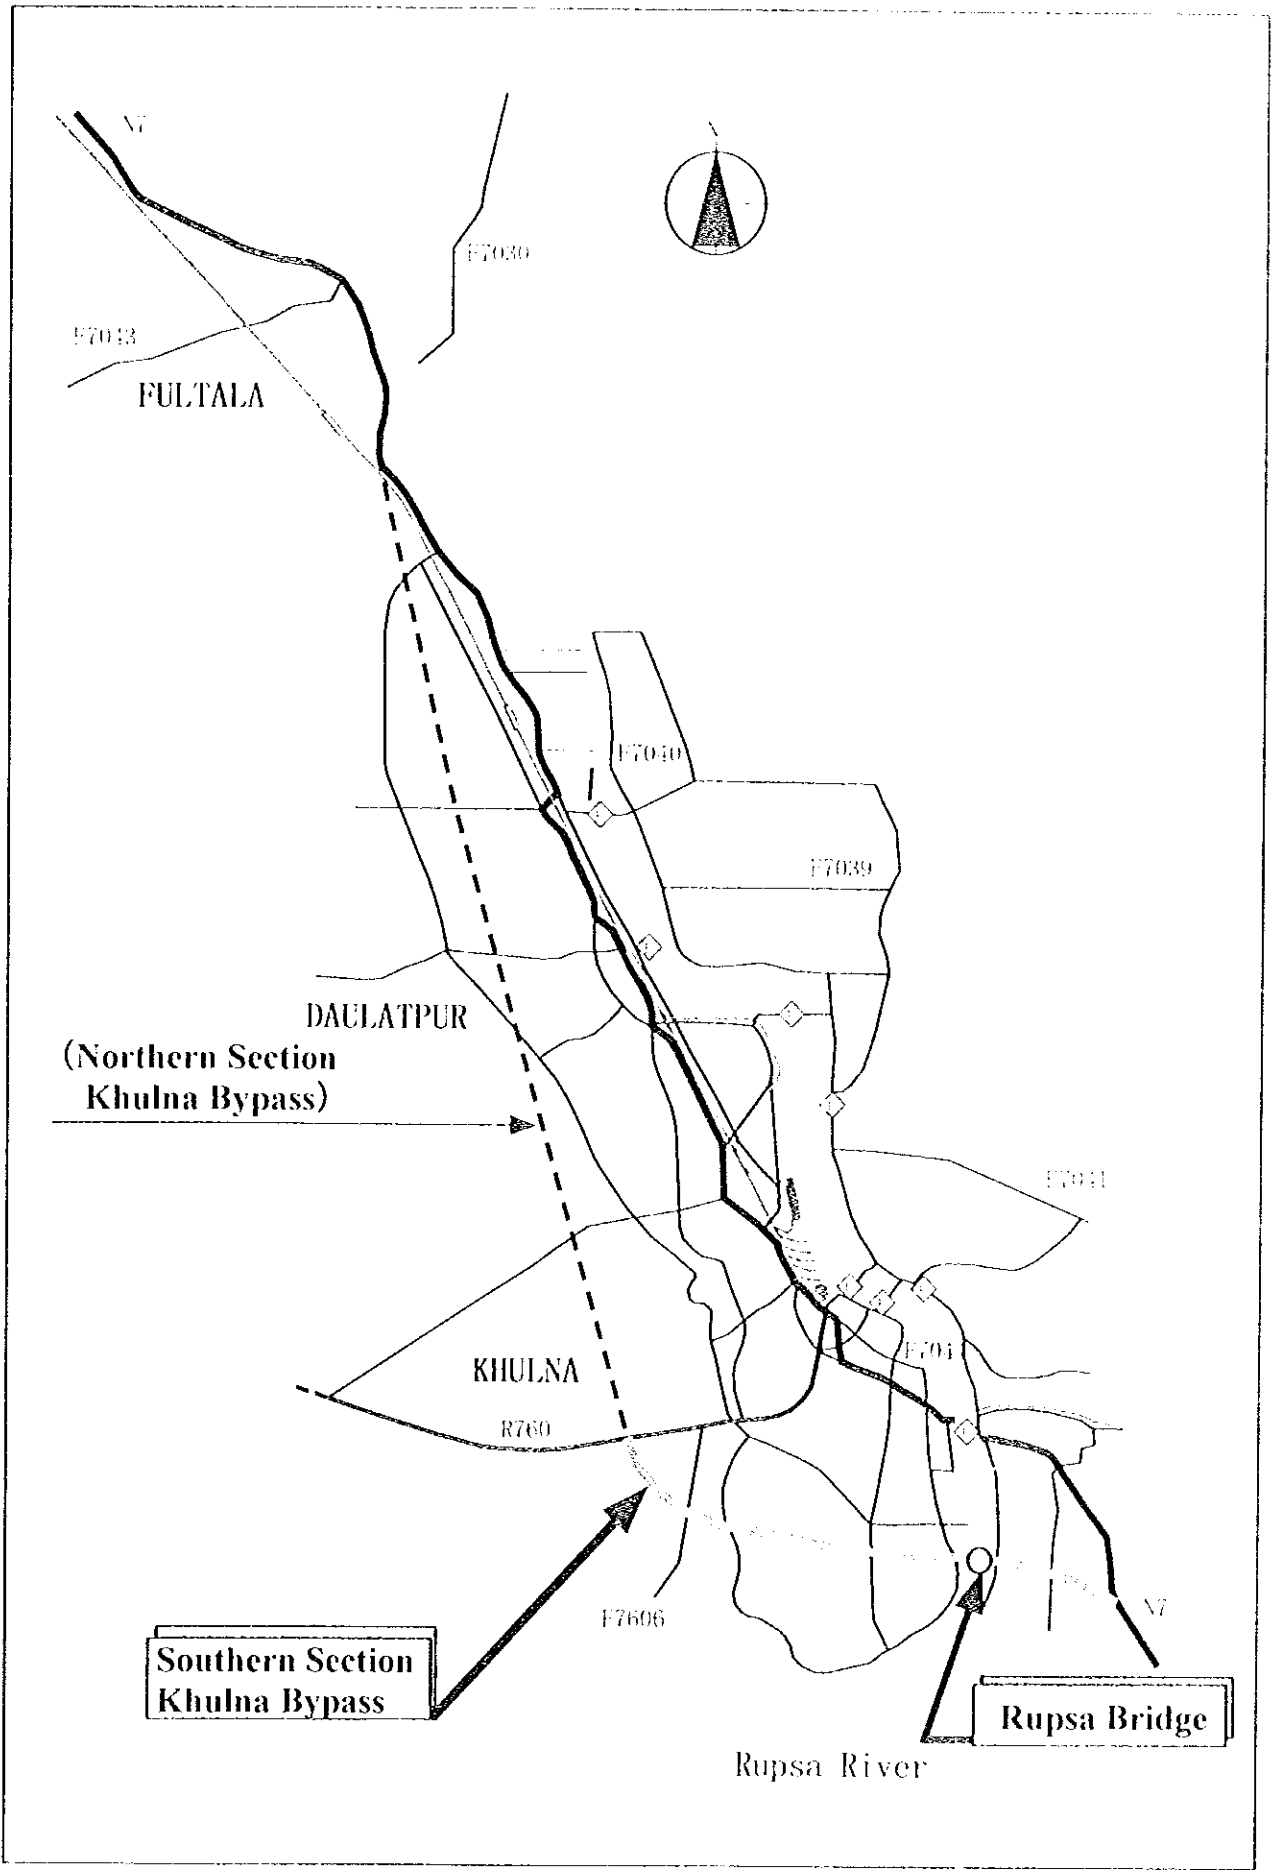 N7
F7030
F7043
FULTALA
F7040
F7039
DAULATPUR
(Northern Section
Khulna Bypass)
F7041
F704
KHULNA
R760
F7606
N7
Southern Section
Khulna Bypass
Rupsa Bridge
Rupsa River